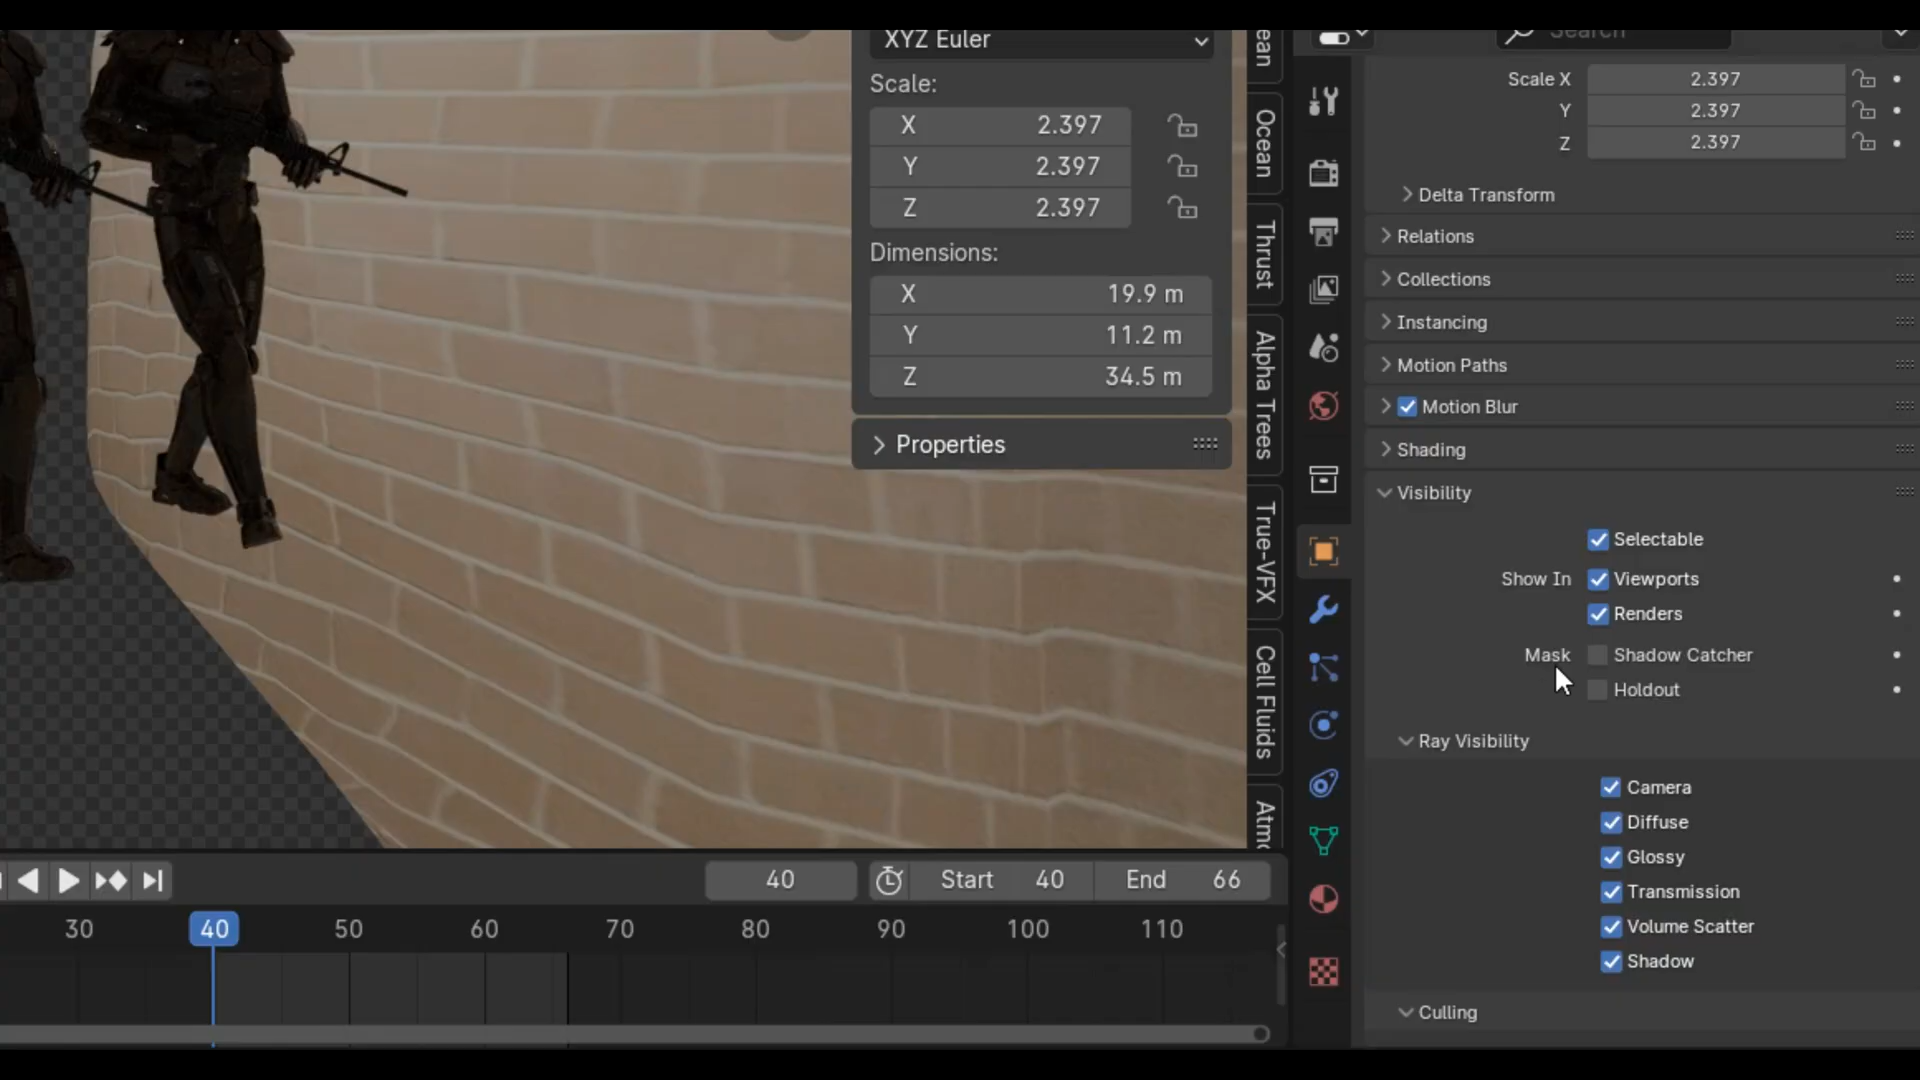 XYZ Euler
Scale:
X 2.397
Y 2.397
Z 2.397
Dimensions:
X 19.9 m
Y 11.2 m
Z 34.5 m
Properties
Ocean
Thrust
Alpha Trees
True-VFX
Cell Fluids
Search
Scale X 2.397
Y 2.397
Z 2.397
Delta Transform
Relations
Collections
Instancing
Motion Paths
Motion Blur
Shading
Visibility
Selectable
Show In Viewports
Renders
Mask Shadow Catcher
Holdout
Ray Visibility
Camera
Diffuse
Glossy
Transmission
Volume Scatter
Shadow
Culling
40 Start 40 End 66
30 40 50 60 70 80 90 100 110